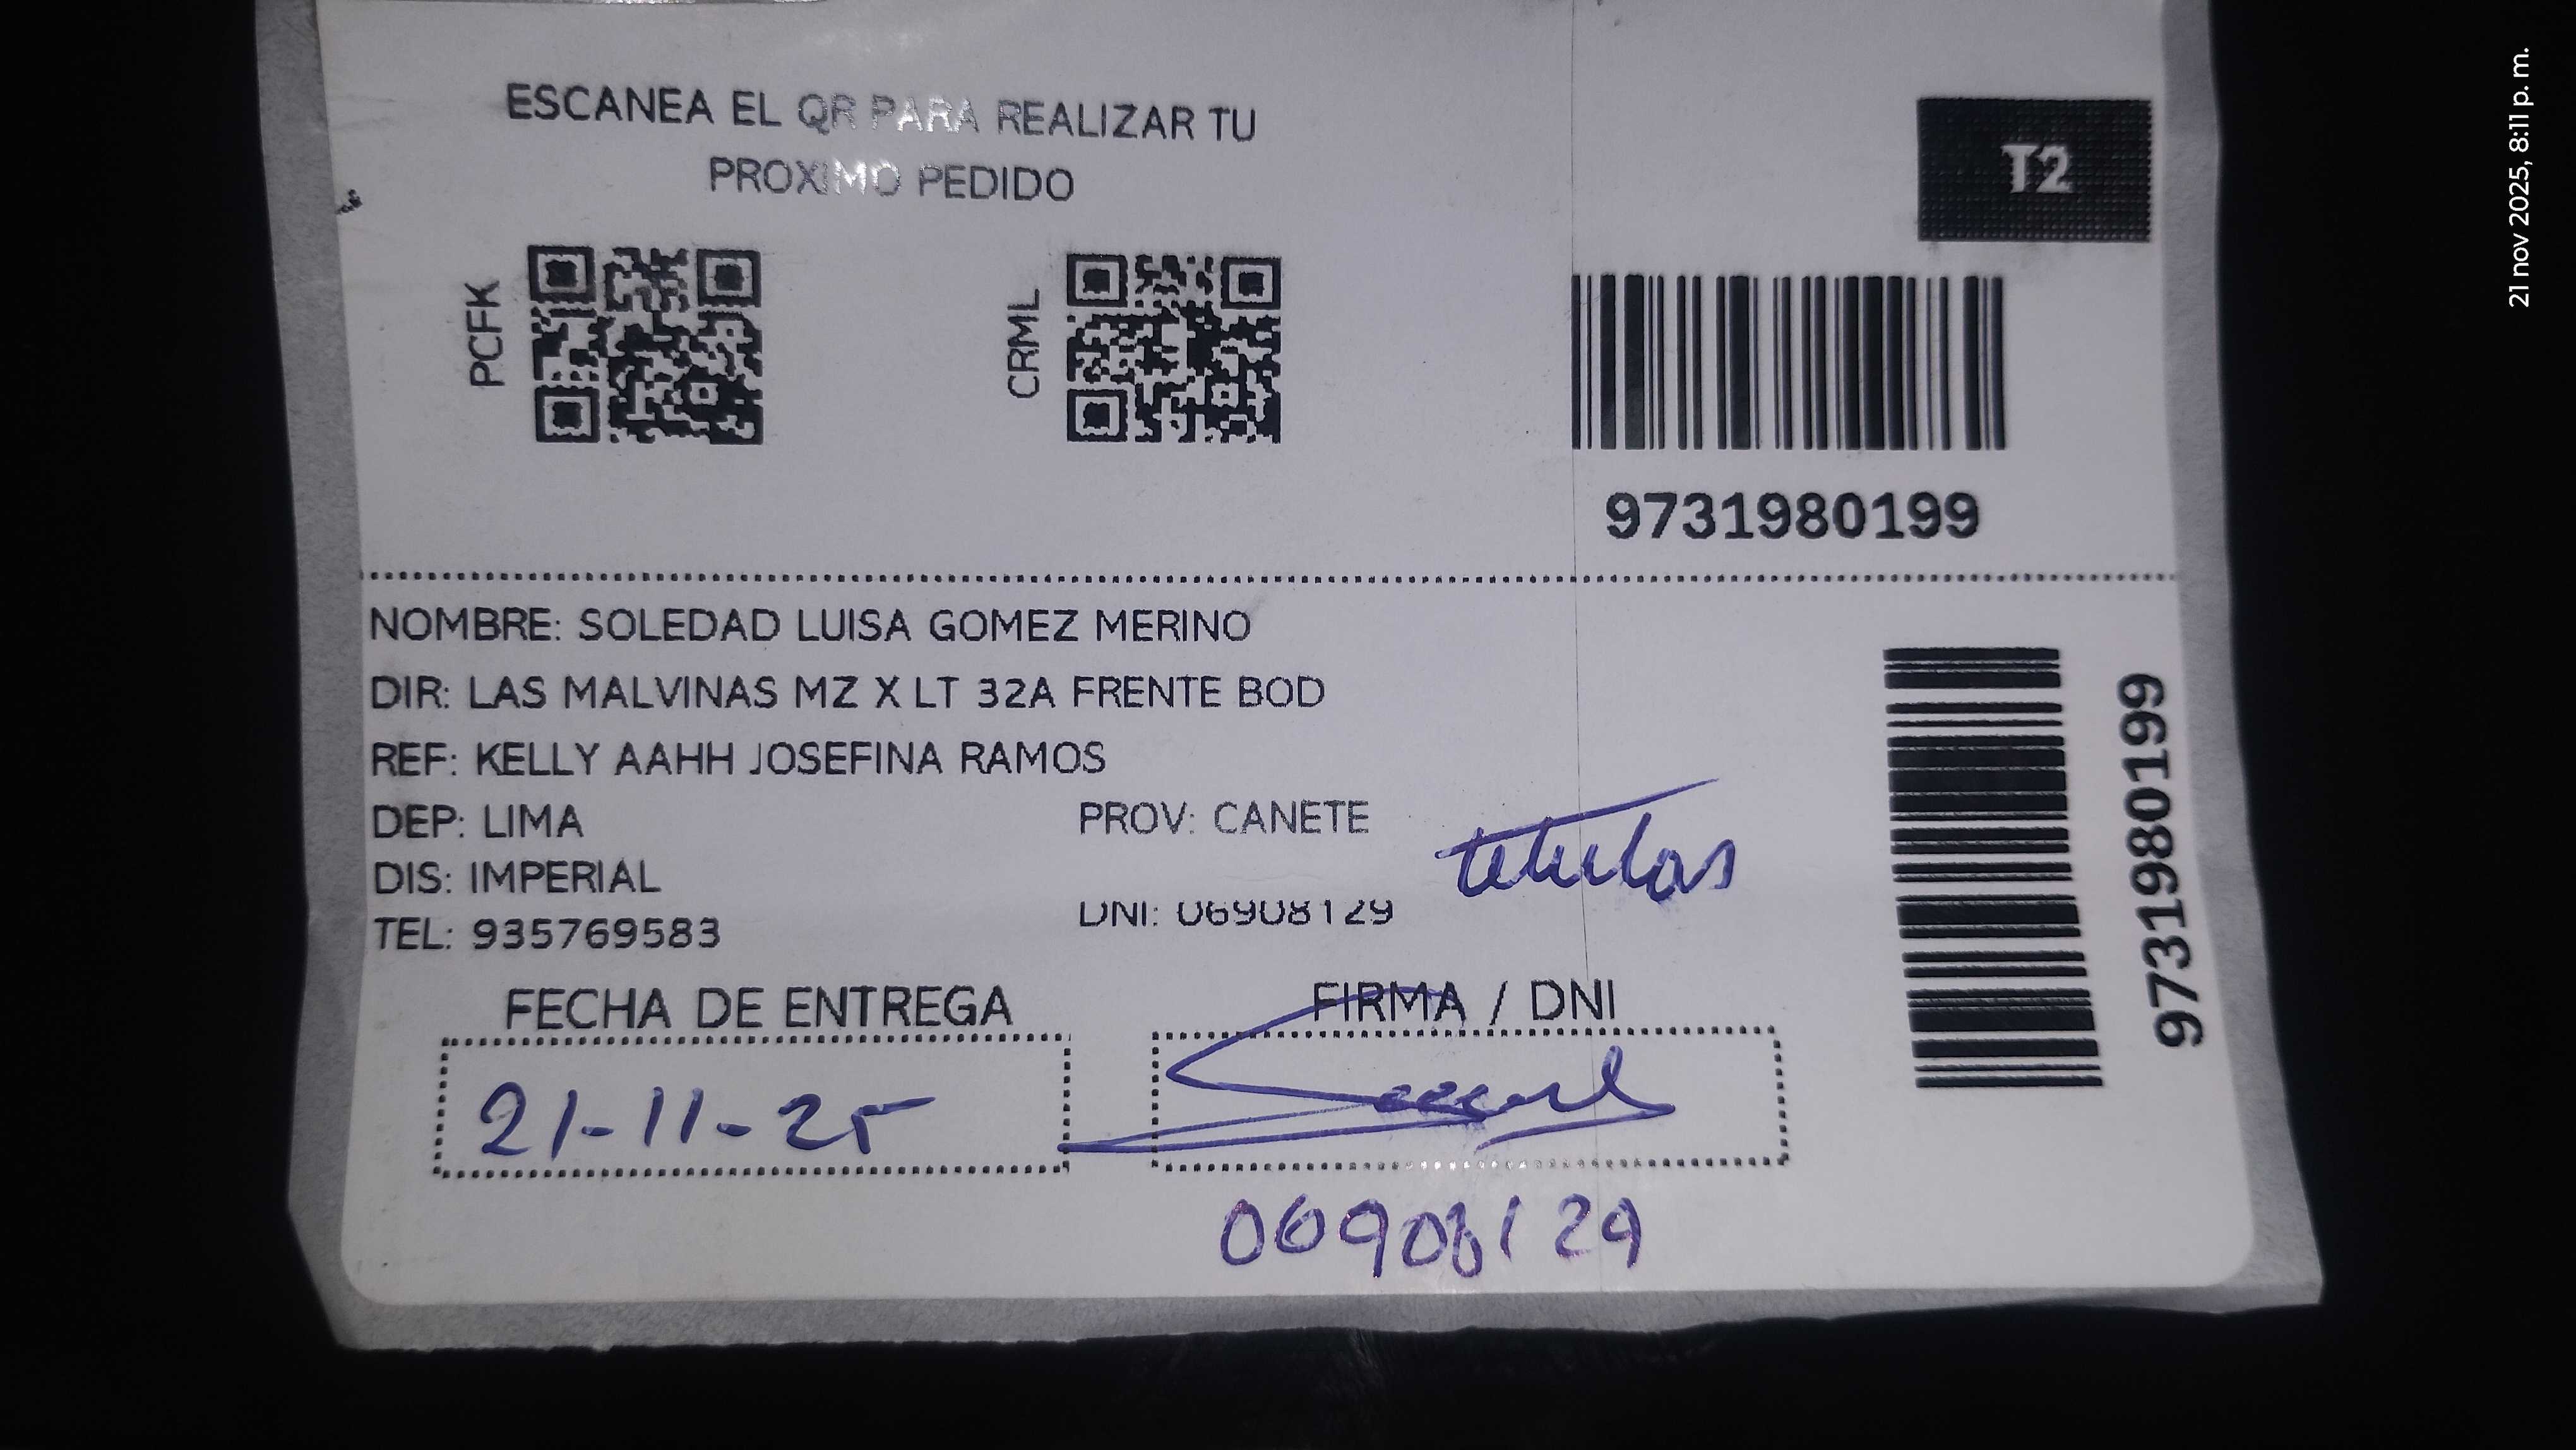 ESCANEA EL QR PARA REALIZAR TU
PROXIMO PEDIDO
T2
PCFK
CRML
9731980199
NOMBRE: SOLEDAD LUISA GOMEZ MERINO
DIR: LAS MALVINAS MZ X LT 32A FRENTE BOD
REF: KELLY AAHH JOSEFINA RAMOS
DEP: LIMA
PROV: CANETE
DIS: IMPERIAL
DNI: 06908129
TEL: 935769583
9731980199
FECHA DE ENTREGA
FIRMA / DNI
21-11-25
06908129
21 nov 2025, 8:11 p. m.